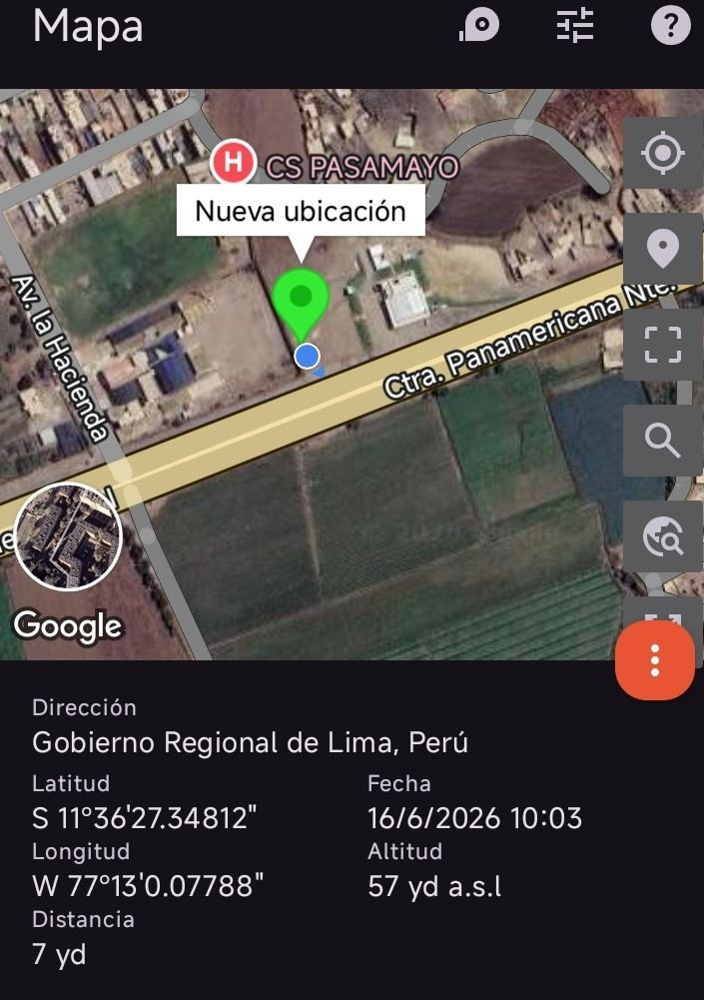 Mapa
H CS PASAMAYO
Nueva ubicación
Av. la Hacienda
Ctra. Panamericana Nte.
Google
Dirección
Gobierno Regional de Lima, Perú
Latitud
S 11°36'27.34812"
Fecha
16/6/2026 10:03
Longitud
W 77°13'0.07788"
Altitud
57 yd a.s.l
Distancia
7 yd